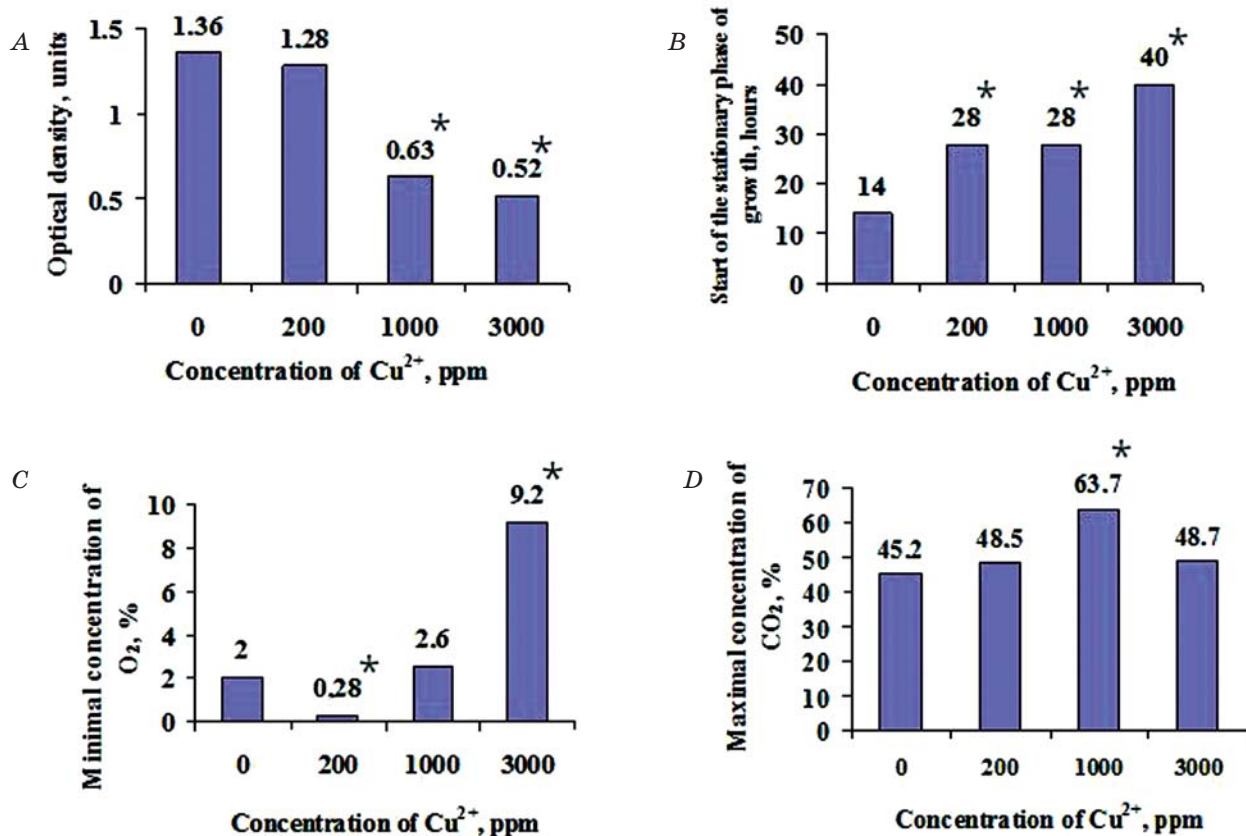 A
Optical density, units
1.5
1
0.5
0
1.36
1.28
0.63 *
0.52 *
0 200 1000 3000
Concentration of Cu²⁺, ppm
B
Start of the stationary phase of
grow th, hours
50
40
30
20
10
0
14
28 *
28 *
40 *
0 200 1000 3000
Concentration of Cu²⁺, ppm
C
Minimal concentration of
O₂, %
10
8
6
4
2
0
2
0.28 *
2.6
9.2 *
0 200 1000 3000
Concentration of Cu²⁺, ppm
D
Maximal concentration of
CO₂, %
70
60
50
40
30
20
10
0
45.2
48.5
63.7 *
48.7
0 200 1000 3000
Concentration of Cu²⁺, ppm